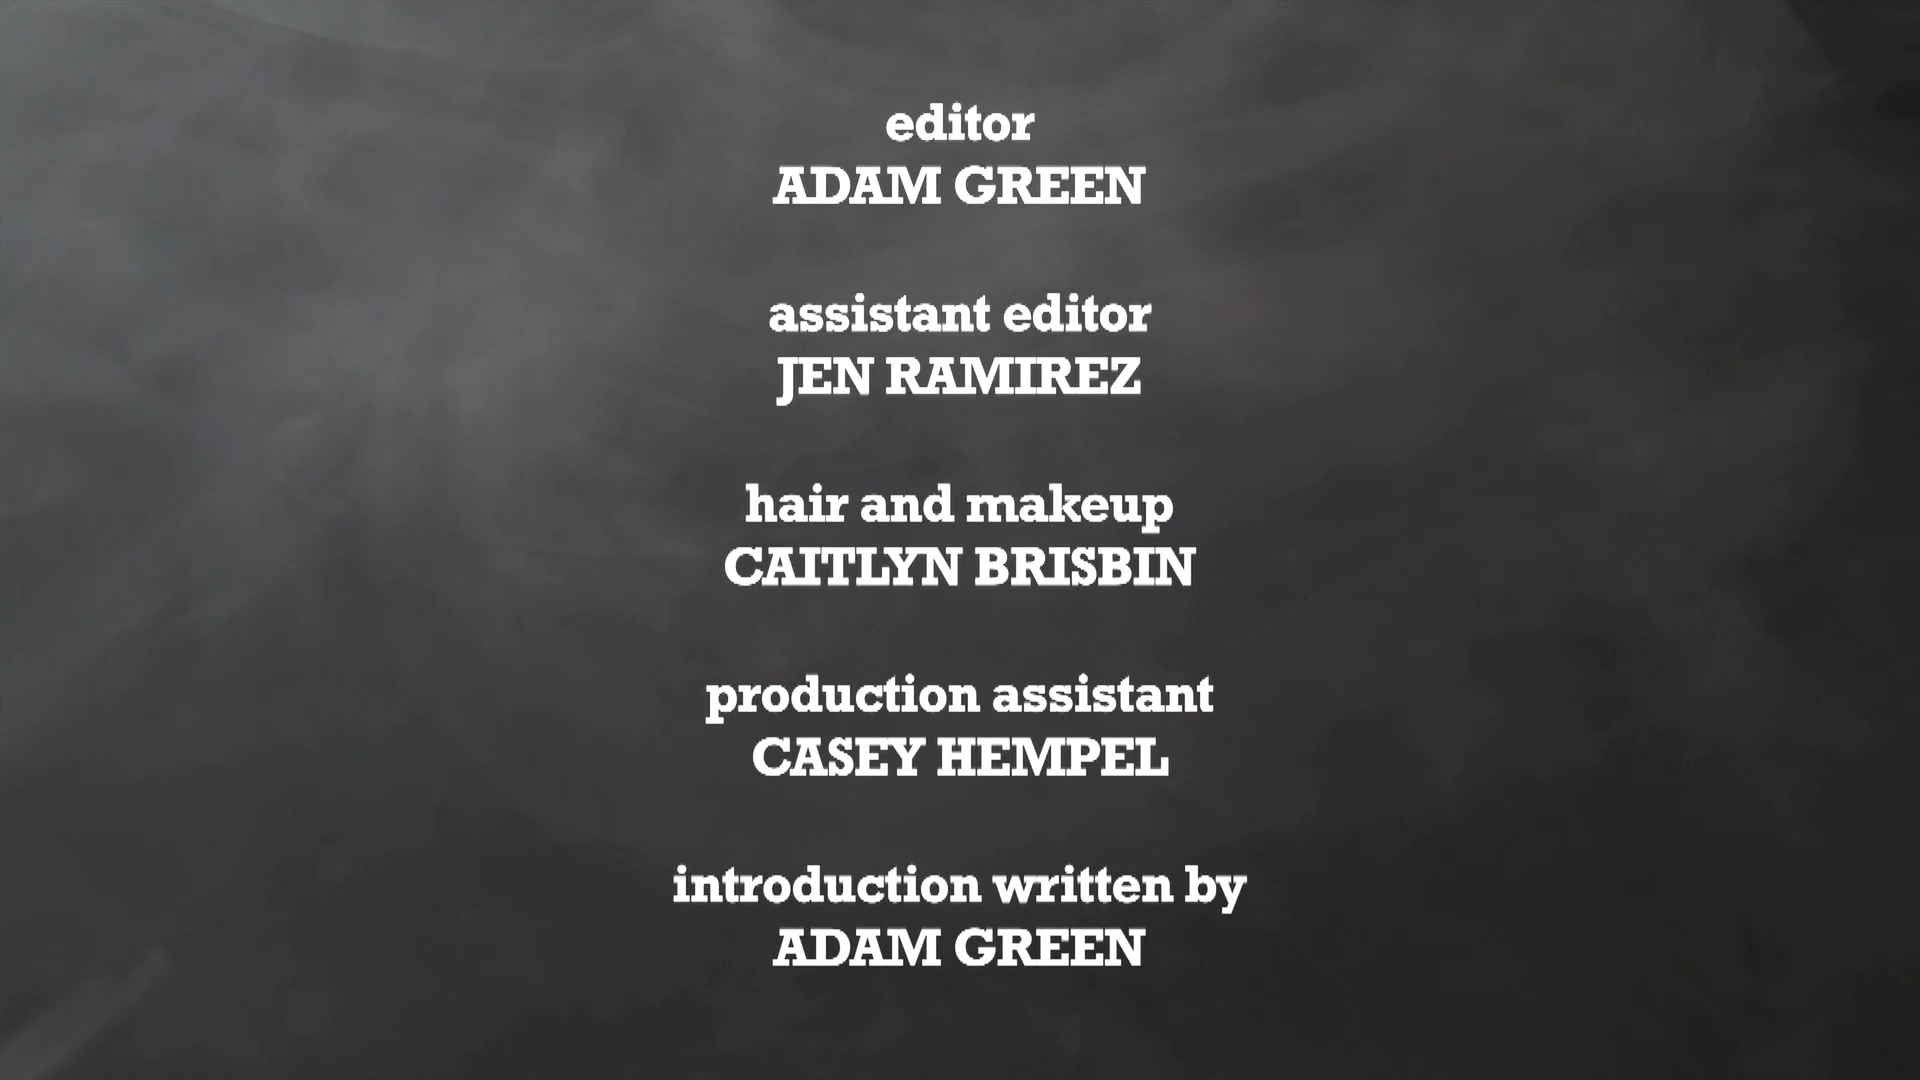 editor
ADAM GREEN
assistant editor
JEN RAMIREZ
hair and makeup
CAITLYN BRISBIN
production assistant
CASEY HEMPEL
introduction written by
ADAM GREEN